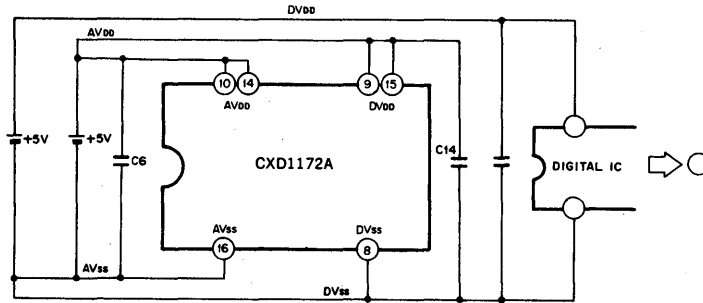 DVDD
AVDD
10 14 9 15
AVDD DVDD
+5V +5V
C6 CXD1172A C14 DIGITAL IC
AVss DVss
16 8
AVss
DVss